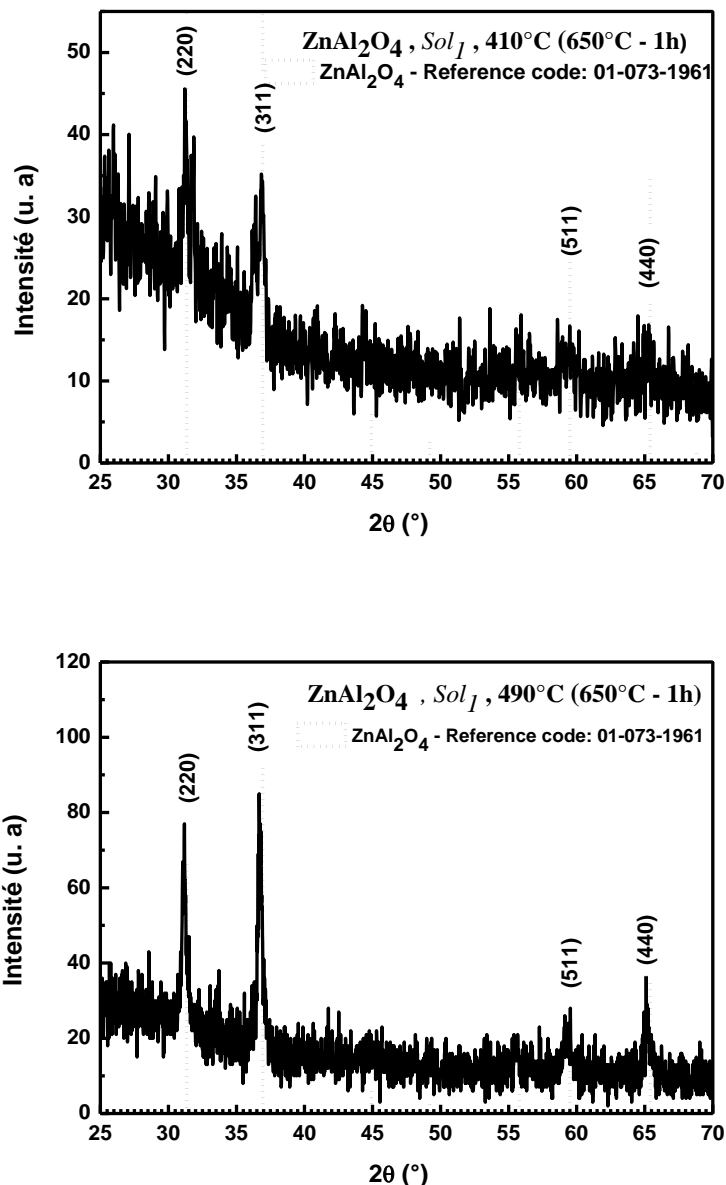 ZnAl2O4 , Sol1 , 410°C (650°C - 1h)
ZnAl2O4 - Reference code: 01-073-1961
(220)
(311)
(511)
(440)
Intensité (u. a)
50
40
30
20
10
0
25 30 35 40 45 50 55 60 65 70
2θ (°)
ZnAl2O4 , Sol1 , 490°C (650°C - 1h)
ZnAl2O4 - Reference code: 01-073-1961
(220)
(311)
(511)
(440)
Intensité (u. a)
120
100
80
60
40
20
0
25 30 35 40 45 50 55 60 65 70
2θ (°)